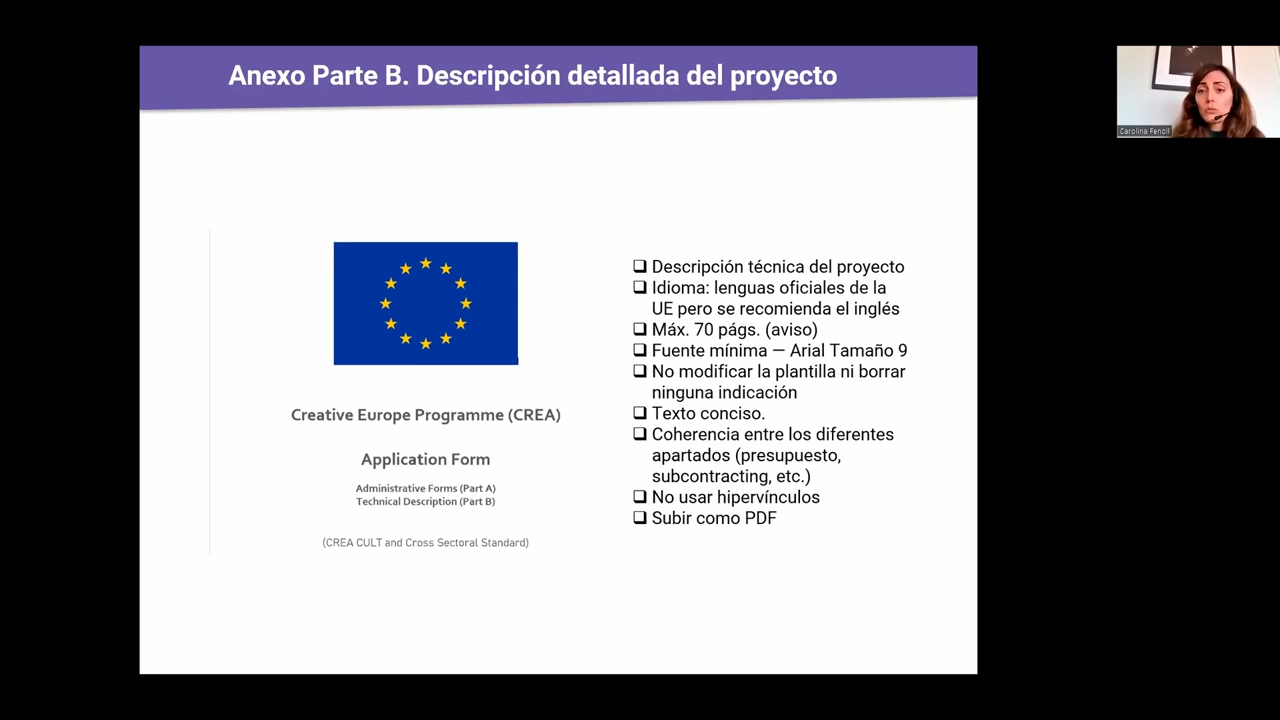 Anexo Parte B. Descripción detallada del proyecto
Creative Europe Programme (CREA)
Application Form
Administrative Forms (Part A)
Technical Description (Part B)
(CREA CULT and Cross Sectoral Standard)
Descripción técnica del proyecto
Idioma: lenguas oficiales de la
UE pero se recomienda el inglés
Máx. 70 págs. (aviso)
Fuente mínima — Arial Tamaño 9
No modificar la plantilla ni borrar
ninguna indicación
Texto conciso.
Coherencia entre los diferentes
apartados (presupuesto,
subcontracting, etc.)
No usar hipervínculos
Subir como PDF
Carolina Fenoll